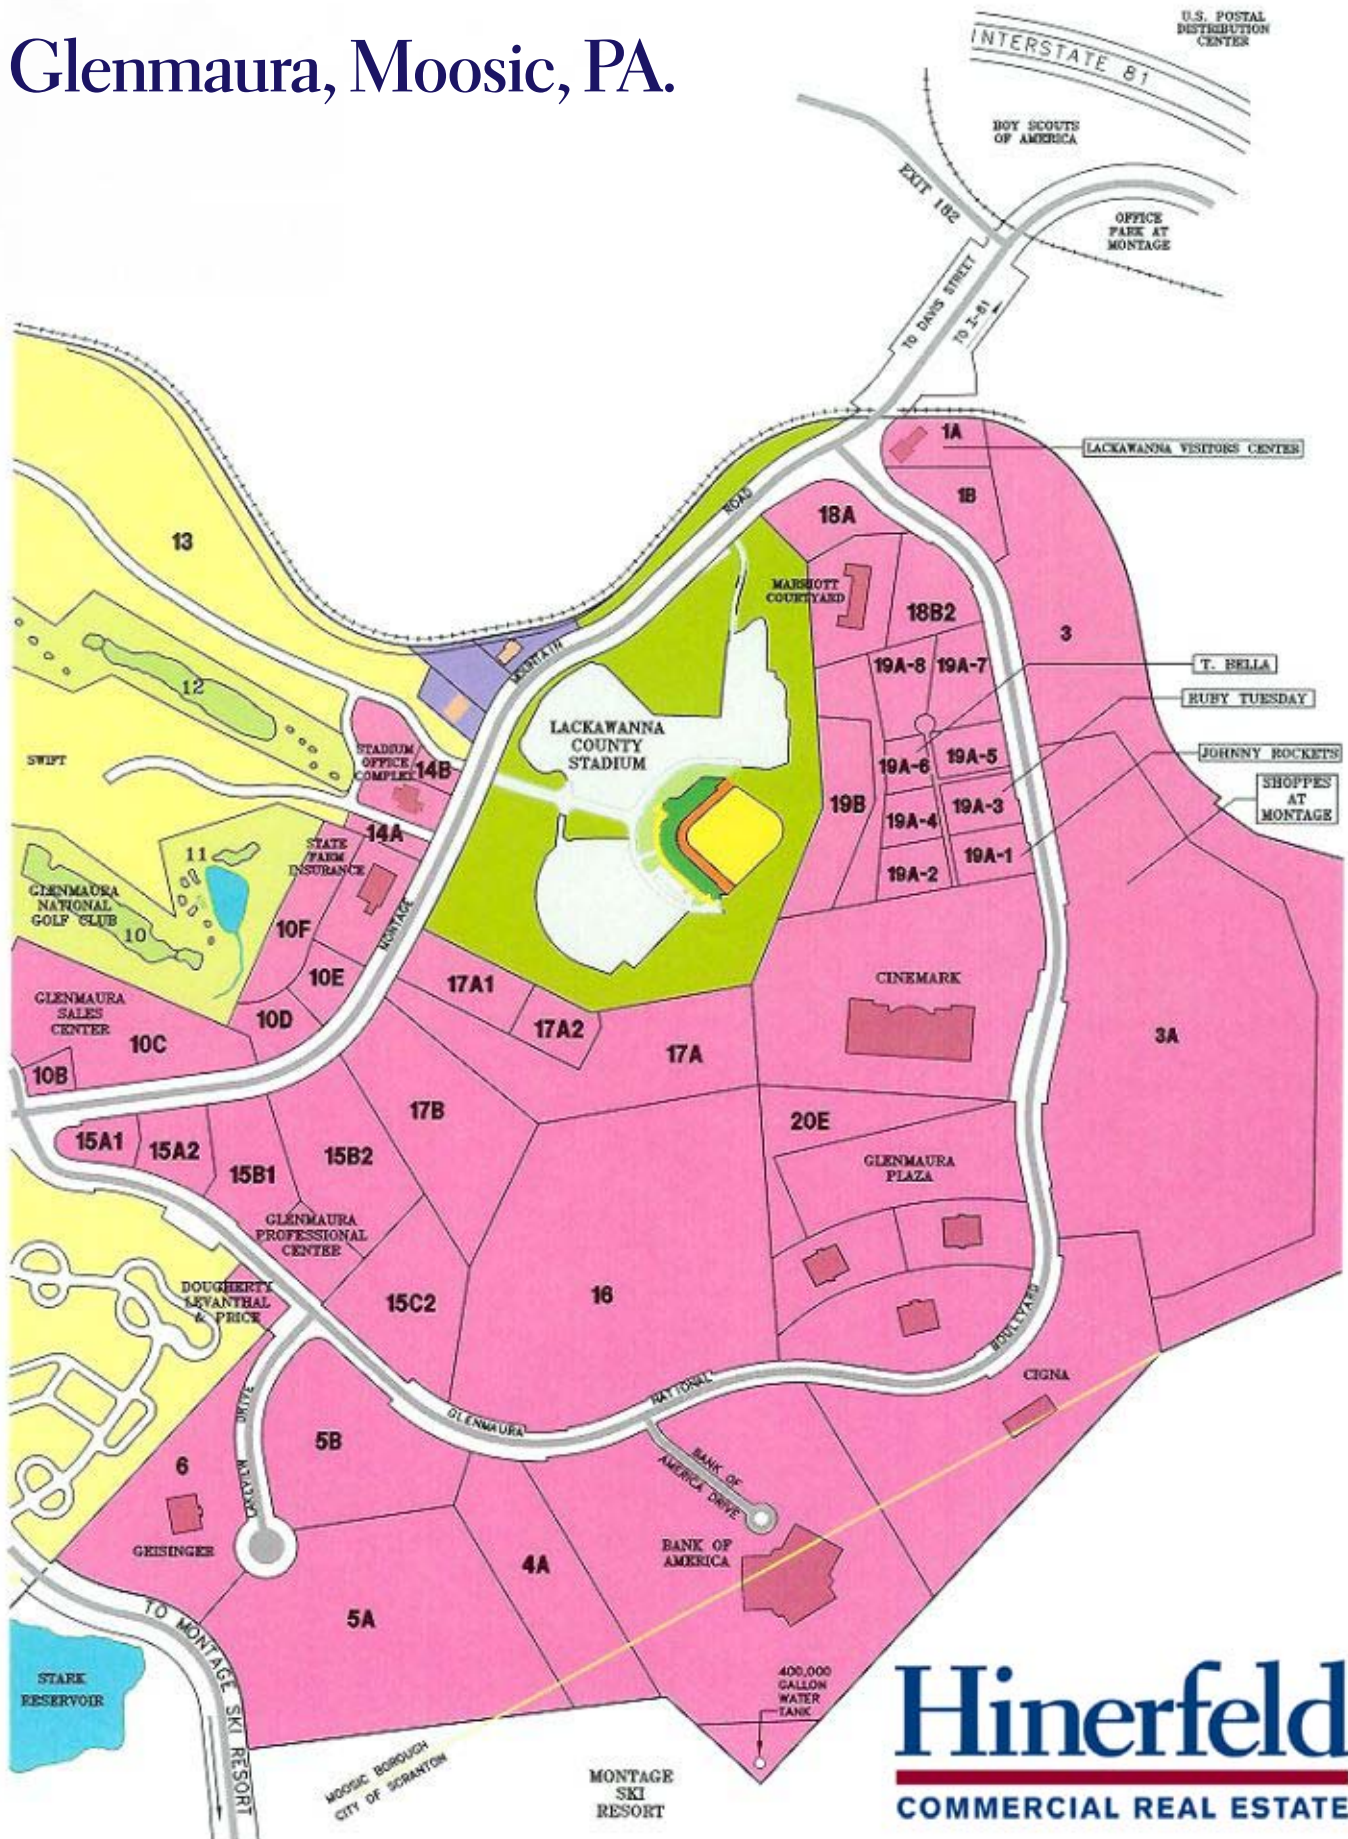 Glenmaura, Moosic, PA.
U.S. POSTAL
DISTRIBUTION
CENTER
INTERSTATE 81
BOY SCOUTS
OF AMERICA
EXIT 182
OFFICE
PARK AT
MONTAGE
TO DAVIS STREET
TO I-81
1A
LACKAWANNA VISITORS CENTER
1B
ROAD
18A
13
MARRIOTT
COURTYARD
18B2
3
MOUNTAIN
19A-8
19A-7
T. BELLA
12
RUBY TUESDAY
LACKAWANNA
COUNTY
STADIUM
STADIUM
OFFICE
COMPLEX
14B
SWIFT
19A-6
19A-5
JOHNNY ROCKETS
SHOPPES
AT
MONTAGE
19B
19A-3
19A-4
14A
STATE
FARM
INSURANCE
11
19A-1
19A-2
GLENMAURA
NATIONAL
GOLF CLUB
10
10F
MONTAGE
10E
17A1
CINEMARK
GLENMAURA
SALES
CENTER
10D
17A2
10C
17A
3A
10B
17B
20E
15A1
15A2
15B2
15B1
GLENMAURA
PLAZA
GLENMAURA
PROFESSIONAL
CENTER
DOUGHERTY
LEVANTHAL
& PRICE
15C2
16
BOULEVARD
CIGNA
NATIONAL
GLENMAURA
DRIVE
5B
6
BANK OF
AMERICA DRIVE
GEISINGER
BANK OF
AMERICA
4A
5A
TO MONTAGE SKI RESORT
STARK
RESERVOIR
400,000
GALLON
WATER
TANK
MOOSIC BOROUGH
CITY OF SCRANTON
MONTAGE
SKI
RESORT
Hinerfeld
COMMERCIAL REAL ESTATE